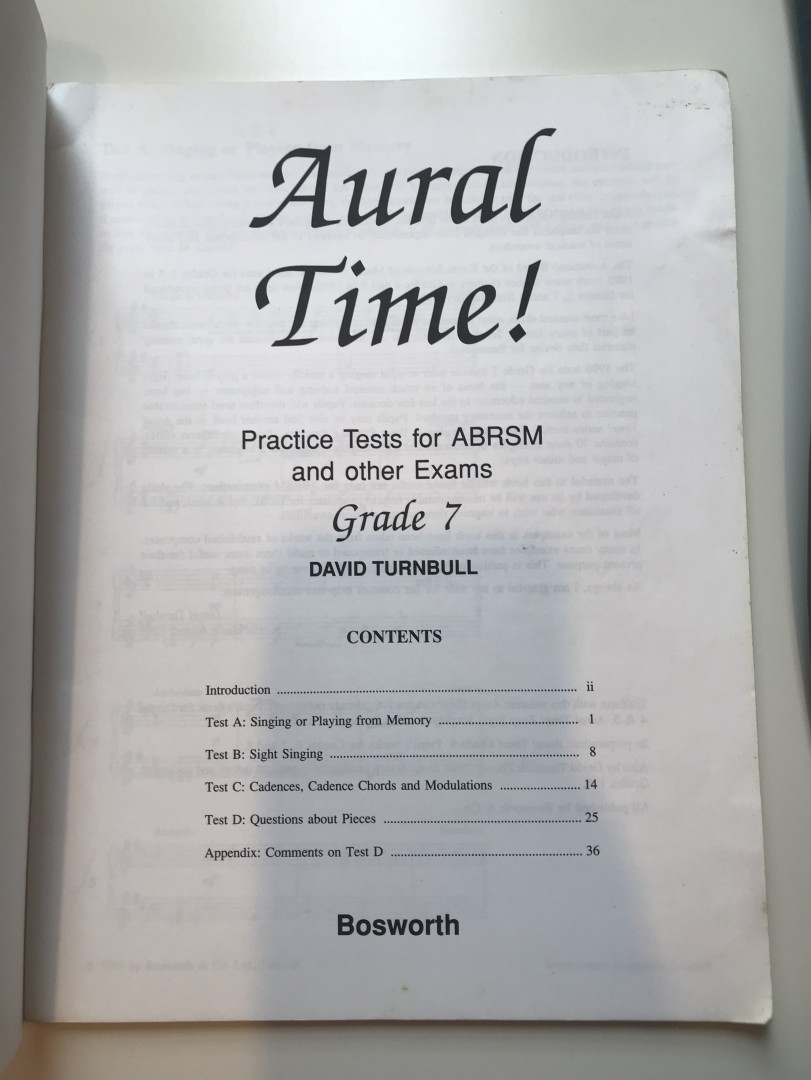 Aural
Time!
Practice Tests for ABRSM
and other Exams
Grade 7
DAVID TURNBULL
CONTENTS
Introduction ........................................................................................... ii
Test A: Singing or Playing from Memory .......................................... 1
Test B: Sight Singing ........................................................................... 8
Test C: Cadences, Cadence Chords and Modulations ........................ 14
Test D: Questions about Pieces ............................................................ 25
Appendix: Comments on Test D .......................................................... 36
Bosworth